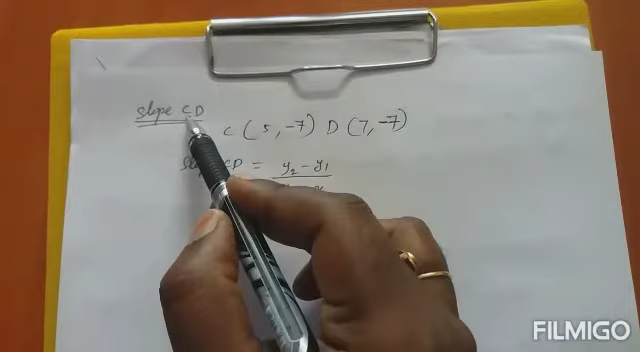 Slope CD
C (5, -7) D (7, -7)
CD = y₂ - y₁
FILMIGO